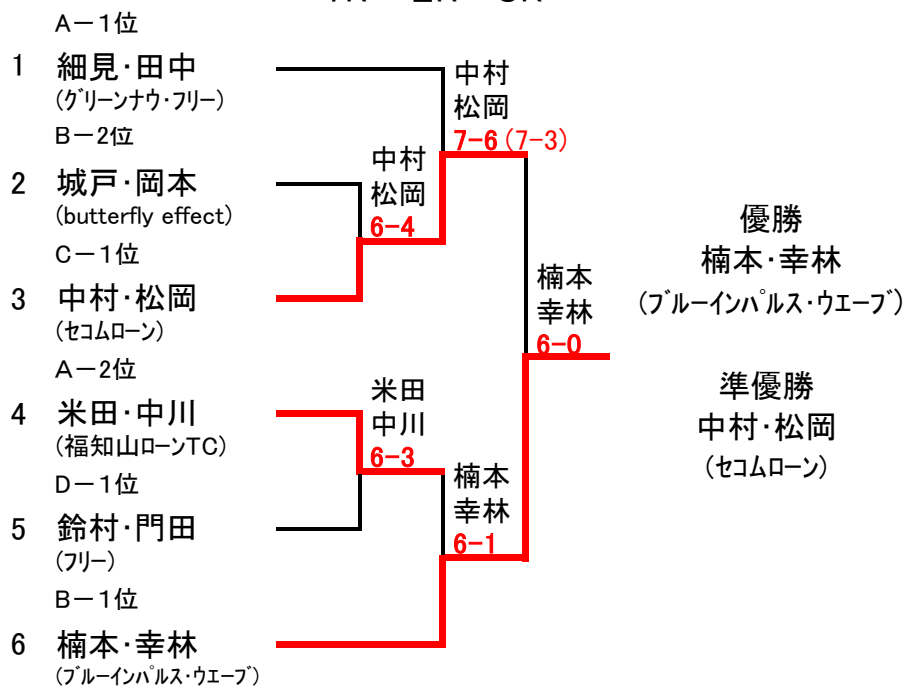 A－1位
1 細見・田中
(グリーンナウ・フリー)
B－2位
2 城戸・岡本
(butterfly effect)
C－1位
3 中村・松岡
(セコムローン)
A－2位
4 米田・中川
(福知山ローンTC)
D－1位
5 鈴村・門田
(フリー)
B－1位
6 楠本・幸林
(ブルーインパルス・ウエーブ)
中村
松岡
6-4
米田
中川
6-3
中村
松岡
7-6 (7-3)
楠本
幸林
6-1
楠本
幸林
6-0
優勝
楠本・幸林
(ブルーインパルス・ウエーブ)
準優勝
中村・松岡
(セコムローン)